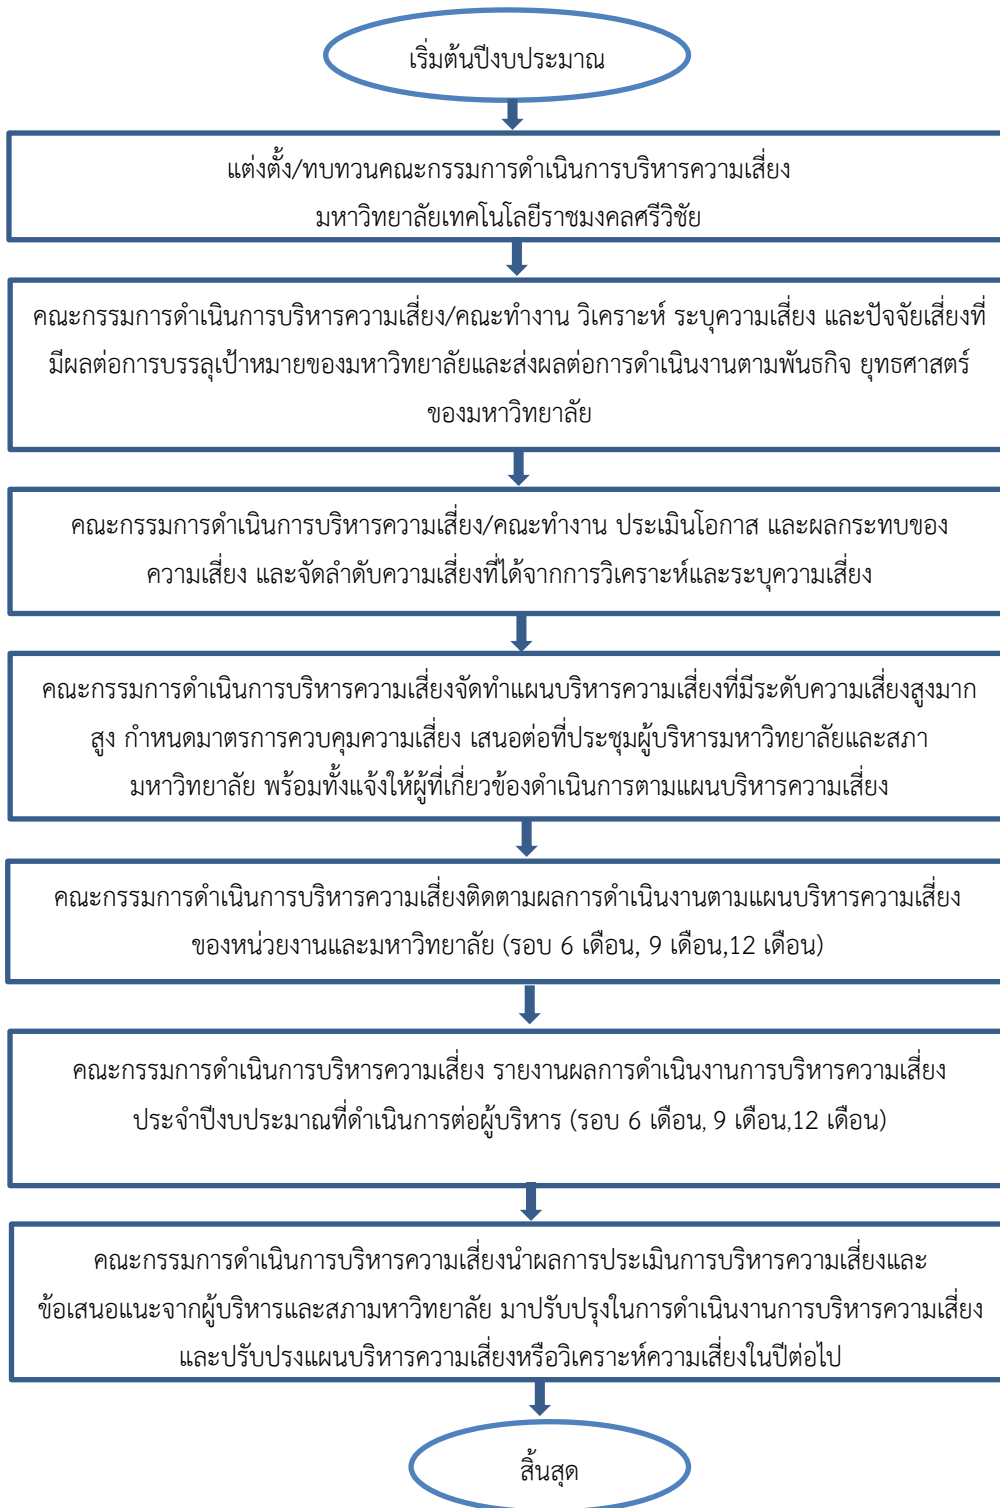 เริ่มต้นปีงบประมาณ
แต่งตั้ง/ทบทวนคณะกรรมการดำเนินการบริหารความเสี่ยง
มหาวิทยาลัยเทคโนโลยีราชมงคลศรีวิชัย
คณะกรรมการดำเนินการบริหารความเสี่ยง/คณะทำงาน วิเคราะห์ ระบุความเสี่ยง และปัจจัยเสี่ยงที่
มีผลต่อการบรรลุเป้าหมายของมหาวิทยาลัยและส่งผลต่อการดำเนินงานตามพันธกิจ ยุทธศาสตร์
ของมหาวิทยาลัย
คณะกรรมการดำเนินการบริหารความเสี่ยง/คณะทำงาน ประเมินโอกาส และผลกระทบของ
ความเสี่ยง และจัดลำดับความเสี่ยงที่ได้จากการวิเคราะห์และระบุความเสี่ยง
คณะกรรมการดำเนินการบริหารความเสี่ยงจัดทำแผนบริหารความเสี่ยงที่มีระดับความเสี่ยงสูงมาก
สูง กำหนดมาตรการควบคุมความเสี่ยง เสนอต่อที่ประชุมผู้บริหารมหาวิทยาลัยและสภา
มหาวิทยาลัย พร้อมทั้งแจ้งให้ผู้ที่เกี่ยวข้องดำเนินการตามแผนบริหารความเสี่ยง
คณะกรรมการดำเนินการบริหารความเสี่ยงติดตามผลการดำเนินงานตามแผนบริหารความเสี่ยง
ของหน่วยงานและมหาวิทยาลัย (รอบ 6 เดือน, 9 เดือน,12 เดือน)
คณะกรรมการดำเนินการบริหารความเสี่ยง รายงานผลการดำเนินงานการบริหารความเสี่ยง
ประจำปีงบประมาณที่ดำเนินการต่อผู้บริหาร (รอบ 6 เดือน, 9 เดือน,12 เดือน)
คณะกรรมการดำเนินการบริหารความเสี่ยงนำผลการประเมินการบริหารความเสี่ยงและ
ข้อเสนอแนะจากผู้บริหารและสภามหาวิทยาลัย มาปรับปรุงในการดำเนินงานการบริหารความเสี่ยง
และปรับปรงแผนบริหารความเสี่ยงหรือวิเคราะห์ความเสี่ยงในปีต่อไป
สิ้นสุด